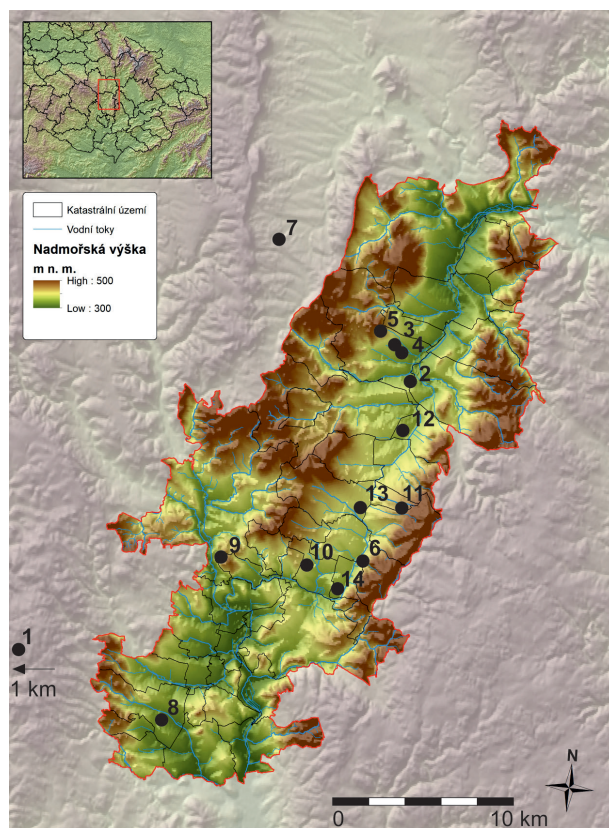 Katastrální území
Vodní toky
Nadmořská výška
m n. m.
High : 500
Low : 300
7
5
3
4
2
12
13
11
9
10
6
14
1
1 km
8
N
0
10 km